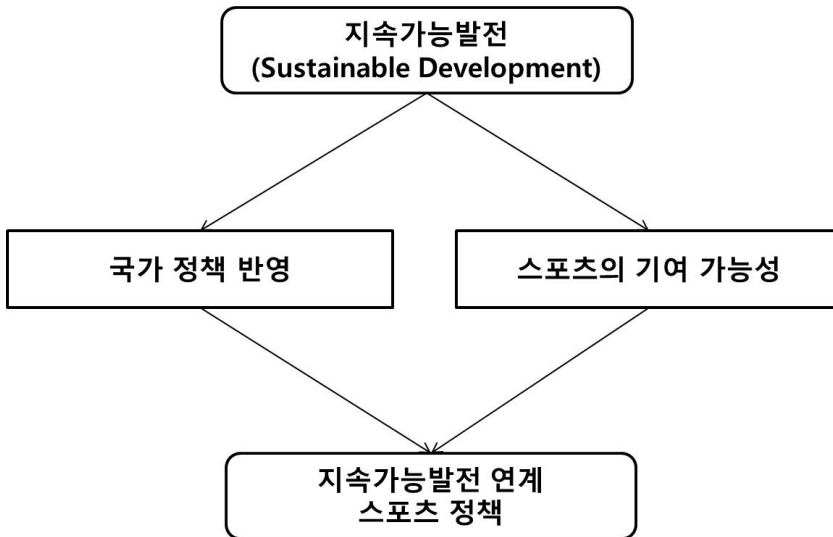 지속가능발전
(Sustainable Development)
국가 정책 반영
스포츠의 기여 가능성
지속가능발전 연계
스포츠 정책